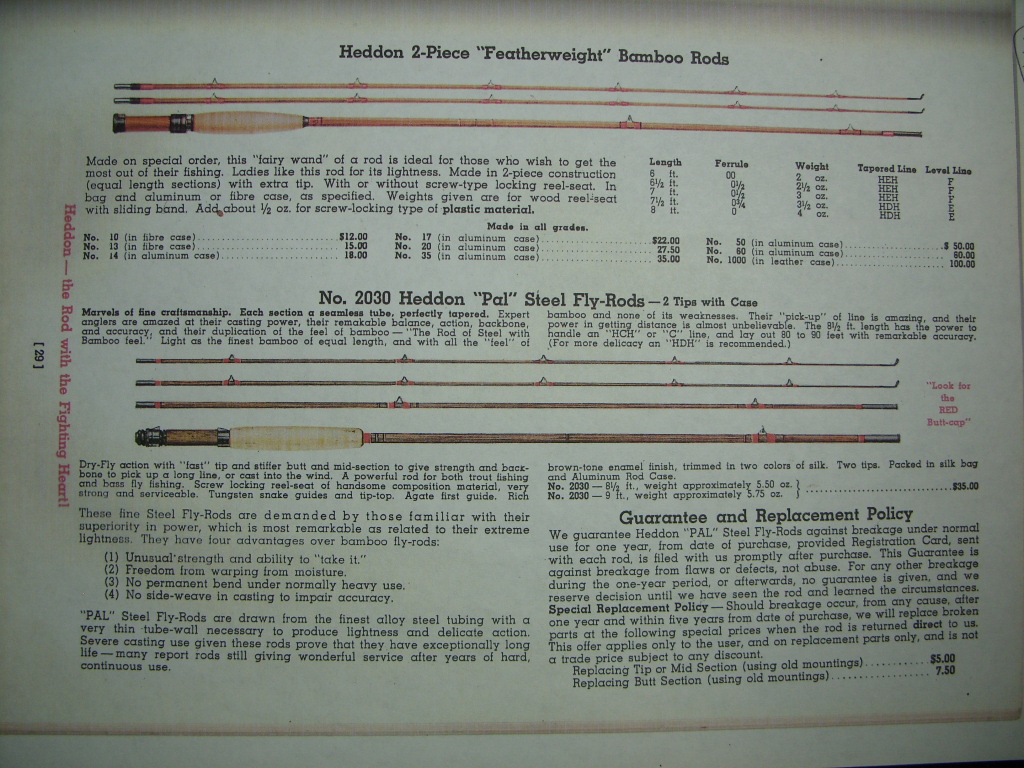 Heddon 2-Piece "Featherweight" Bamboo Rods
Made on special order, this "fairy wand" of a rod is ideal for those who wish to get the
most out of their fishing. Ladies like this rod for its lightness. Made in 2-piece construction
(equal length sections) with extra tip. With or without screw-type locking reel-seat. In
bag and aluminum or fibre case, as specified. Weights given are for wood reel-seat
with sliding band. Add about ½ oz. for screw-locking type of plastic material.
Length Ferrule Weight Tapered Line Level Line
6 ft. 00 2 oz. HEH F
6½ ft. 0½ 2½ oz. HEH F
7 ft. 0½ 3 oz. HEH F
7½ ft. 0¾ 3½ oz. HDH E
8 ft. 0 4 oz. HDH E
Made in all grades.
No. 10 (in fibre case) $12.00
No. 13 (in fibre case) 15.00
No. 14 (in aluminum case) 18.00
No. 17 (in aluminum case) $22.00
No. 20 (in aluminum case) 27.50
No. 35 (in aluminum case) 35.00
No. 50 (in aluminum case) $ 50.00
No. 60 (in aluminum case) 60.00
No. 1000 (in leather case) 100.00
No. 2030 Heddon "Pal" Steel Fly-Rods — 2 Tips with Case
Marvels of fine craftsmanship. Each section a seamless tube, perfectly tapered. Expert
anglers are amazed at their casting power, their remarkable balance, action, backbone,
and accuracy, and their duplication of the feel of bamboo — "The Rod of Steel with
Bamboo feel." Light as the finest bamboo of equal length, and with all the "feel" of
bamboo and none of its weaknesses. Their "pick-up" of line is amazing, and their
power in getting distance is almost unbelievable. The 8½ ft. length has the power to
handle an "HCH" or "C" line, and lay out 80 to 90 feet with remarkable accuracy.
(For more delicacy an "HDH" is recommended.)
"Look for
the
RED
Butt-cap"
Dry-Fly action with "fast" tip and stiffer butt and mid-section to give strength and back-
bone to pick up a long line, or cast into the wind. A powerful rod for both trout fishing
and bass fly fishing. Screw locking reel-seat of handsome composition material, very
strong and serviceable. Tungsten snake guides and tip-top. Agate first guide. Rich
brown-tone enamel finish, trimmed in two colors of silk. Two tips. Packed in silk bag
and Aluminum Rod Case.
No. 2030 — 8½ ft., weight approximately 5.50 oz. }
No. 2030 — 9 ft., weight approximately 5.75 oz. } $35.00
These fine Steel Fly-Rods are demanded by those familiar with their
superiority in power, which is most remarkable as related to their extreme
lightness. They have four advantages over bamboo fly-rods:
(1) Unusual strength and ability to "take it."
(2) Freedom from warping from moisture.
(3) No permanent bend under normally heavy use.
(4) No side-weave in casting to impair accuracy.
"PAL" Steel Fly-Rods are drawn from the finest alloy steel tubing with a
very thin tube-wall necessary to produce lightness and delicate action.
Severe casting use given these rods prove that they have exceptionally long
life — many report rods still giving wonderful service after years of hard,
continuous use.
Guarantee and Replacement Policy
We guarantee Heddon "PAL" Steel Fly-Rods against breakage under normal
use for one year, from date of purchase, provided Registration Card, sent
with each rod, is filed with us promptly after purchase. This Guarantee is
against breakage from flaws or defects, not abuse. For any other breakage
during the one-year period, or afterwards, no guarantee is given, and we
reserve decision until we have seen the rod and learned the circumstances.
Special Replacement Policy — Should breakage occur, from any cause, after
one year and within five years from date of purchase, we will replace broken
parts at the following special prices when the rod is returned direct to us.
This offer applies only to the user, and on replacement parts only, and is not
a trade price subject to any discount.
Replacing Tip or Mid Section (using old mountings) $5.00
Replacing Butt Section (using old mountings) 7.50
Heddon — the Rod with the Fighting Heart!
[ 29 ]